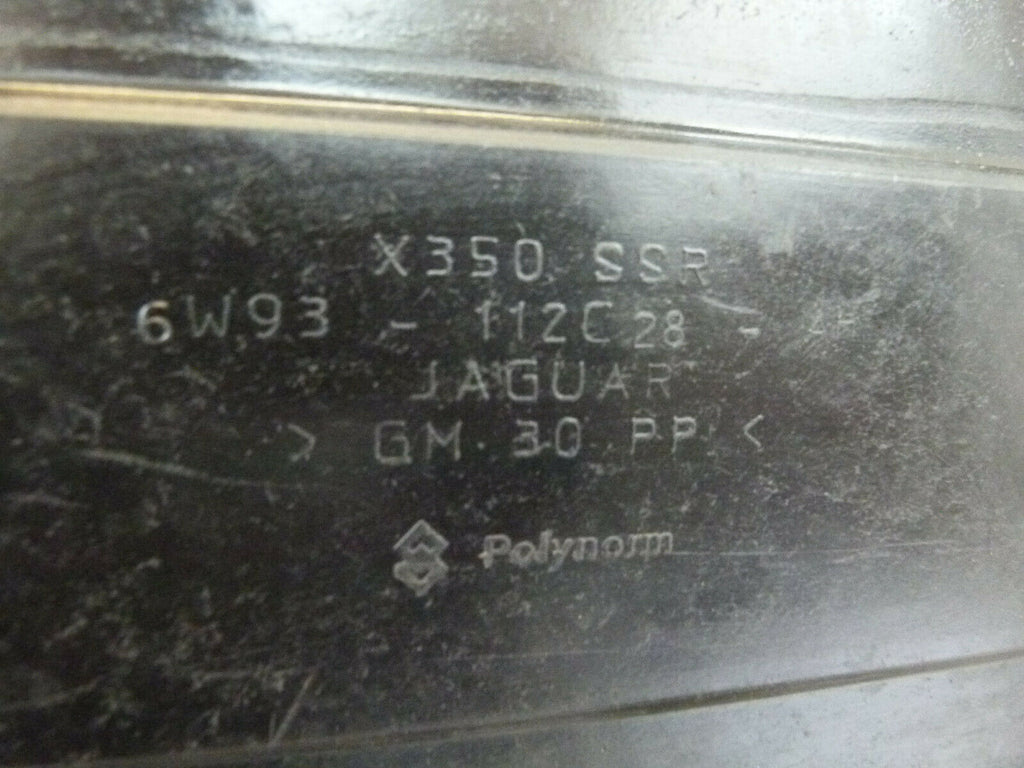 X350 SSR
6W93 - 112C28 -
JAGUAR
> GM 30 PP <
Polynorm